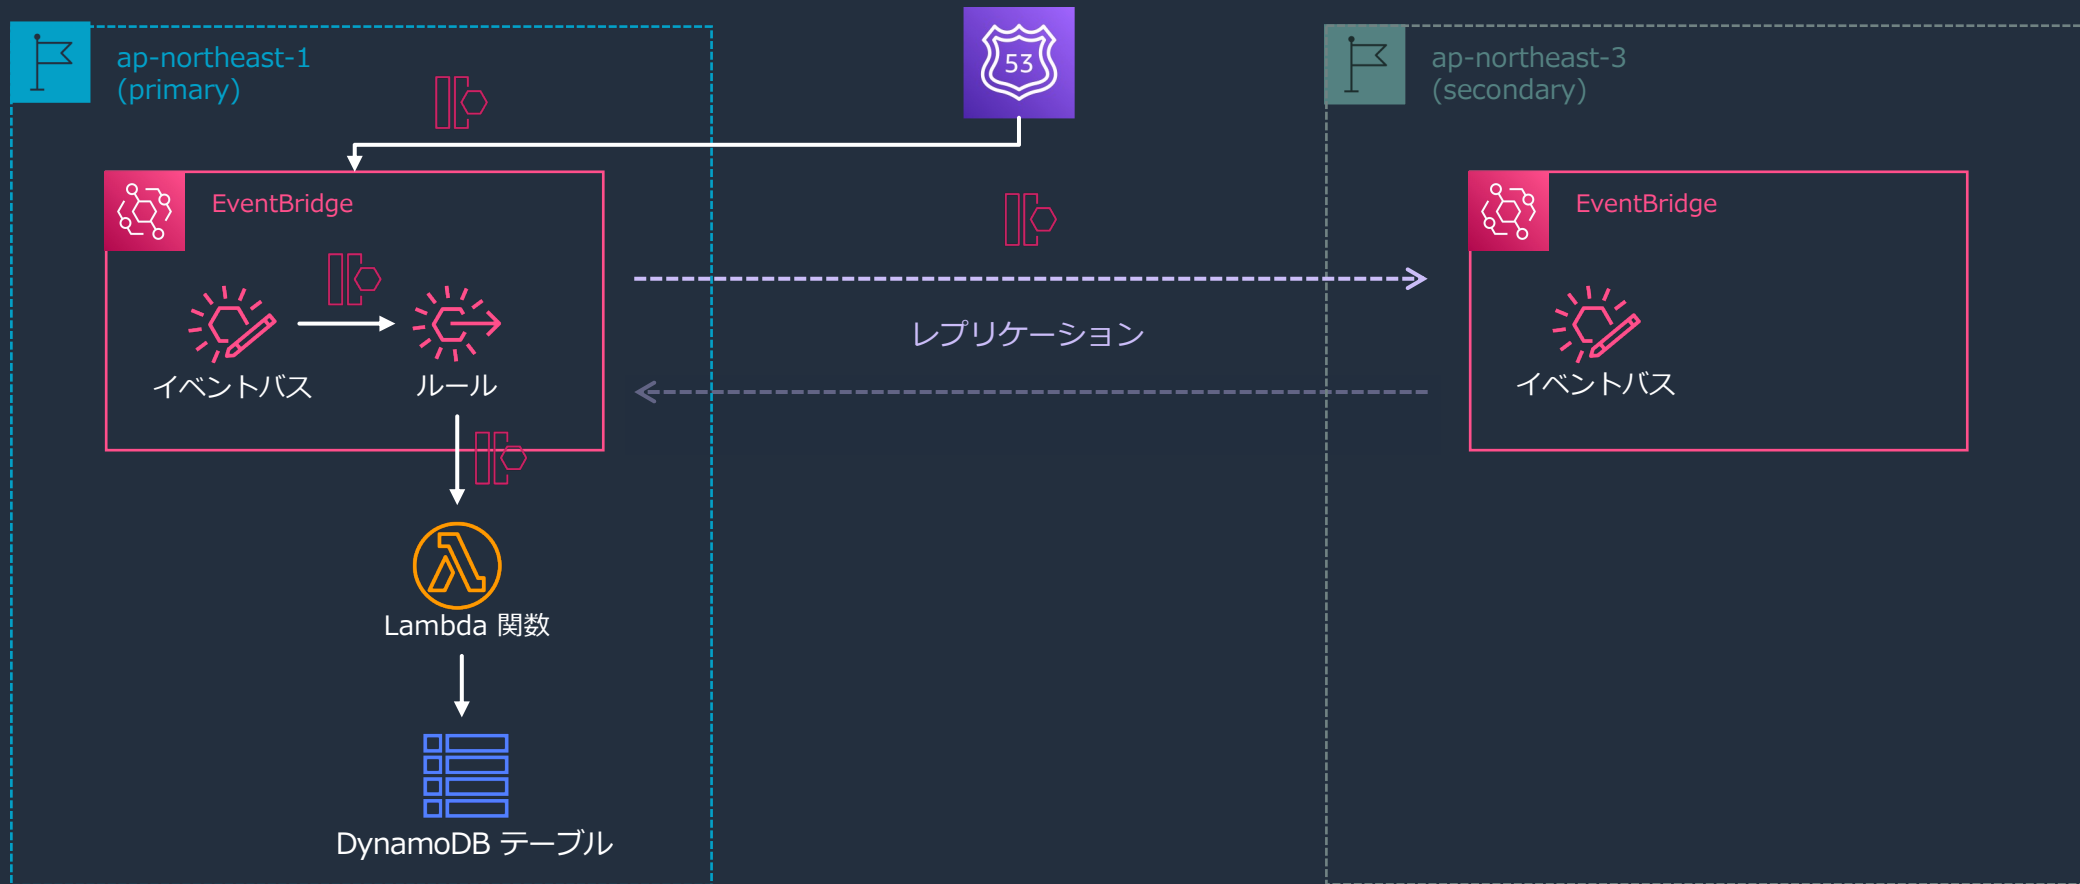 ap-northeast-1
(primary)
53
ap-northeast-3
(secondary)
EventBridge
EventBridge
レプリケーション
イベントバス
ルール
イベントバス
Lambda 関数
DynamoDB テーブル